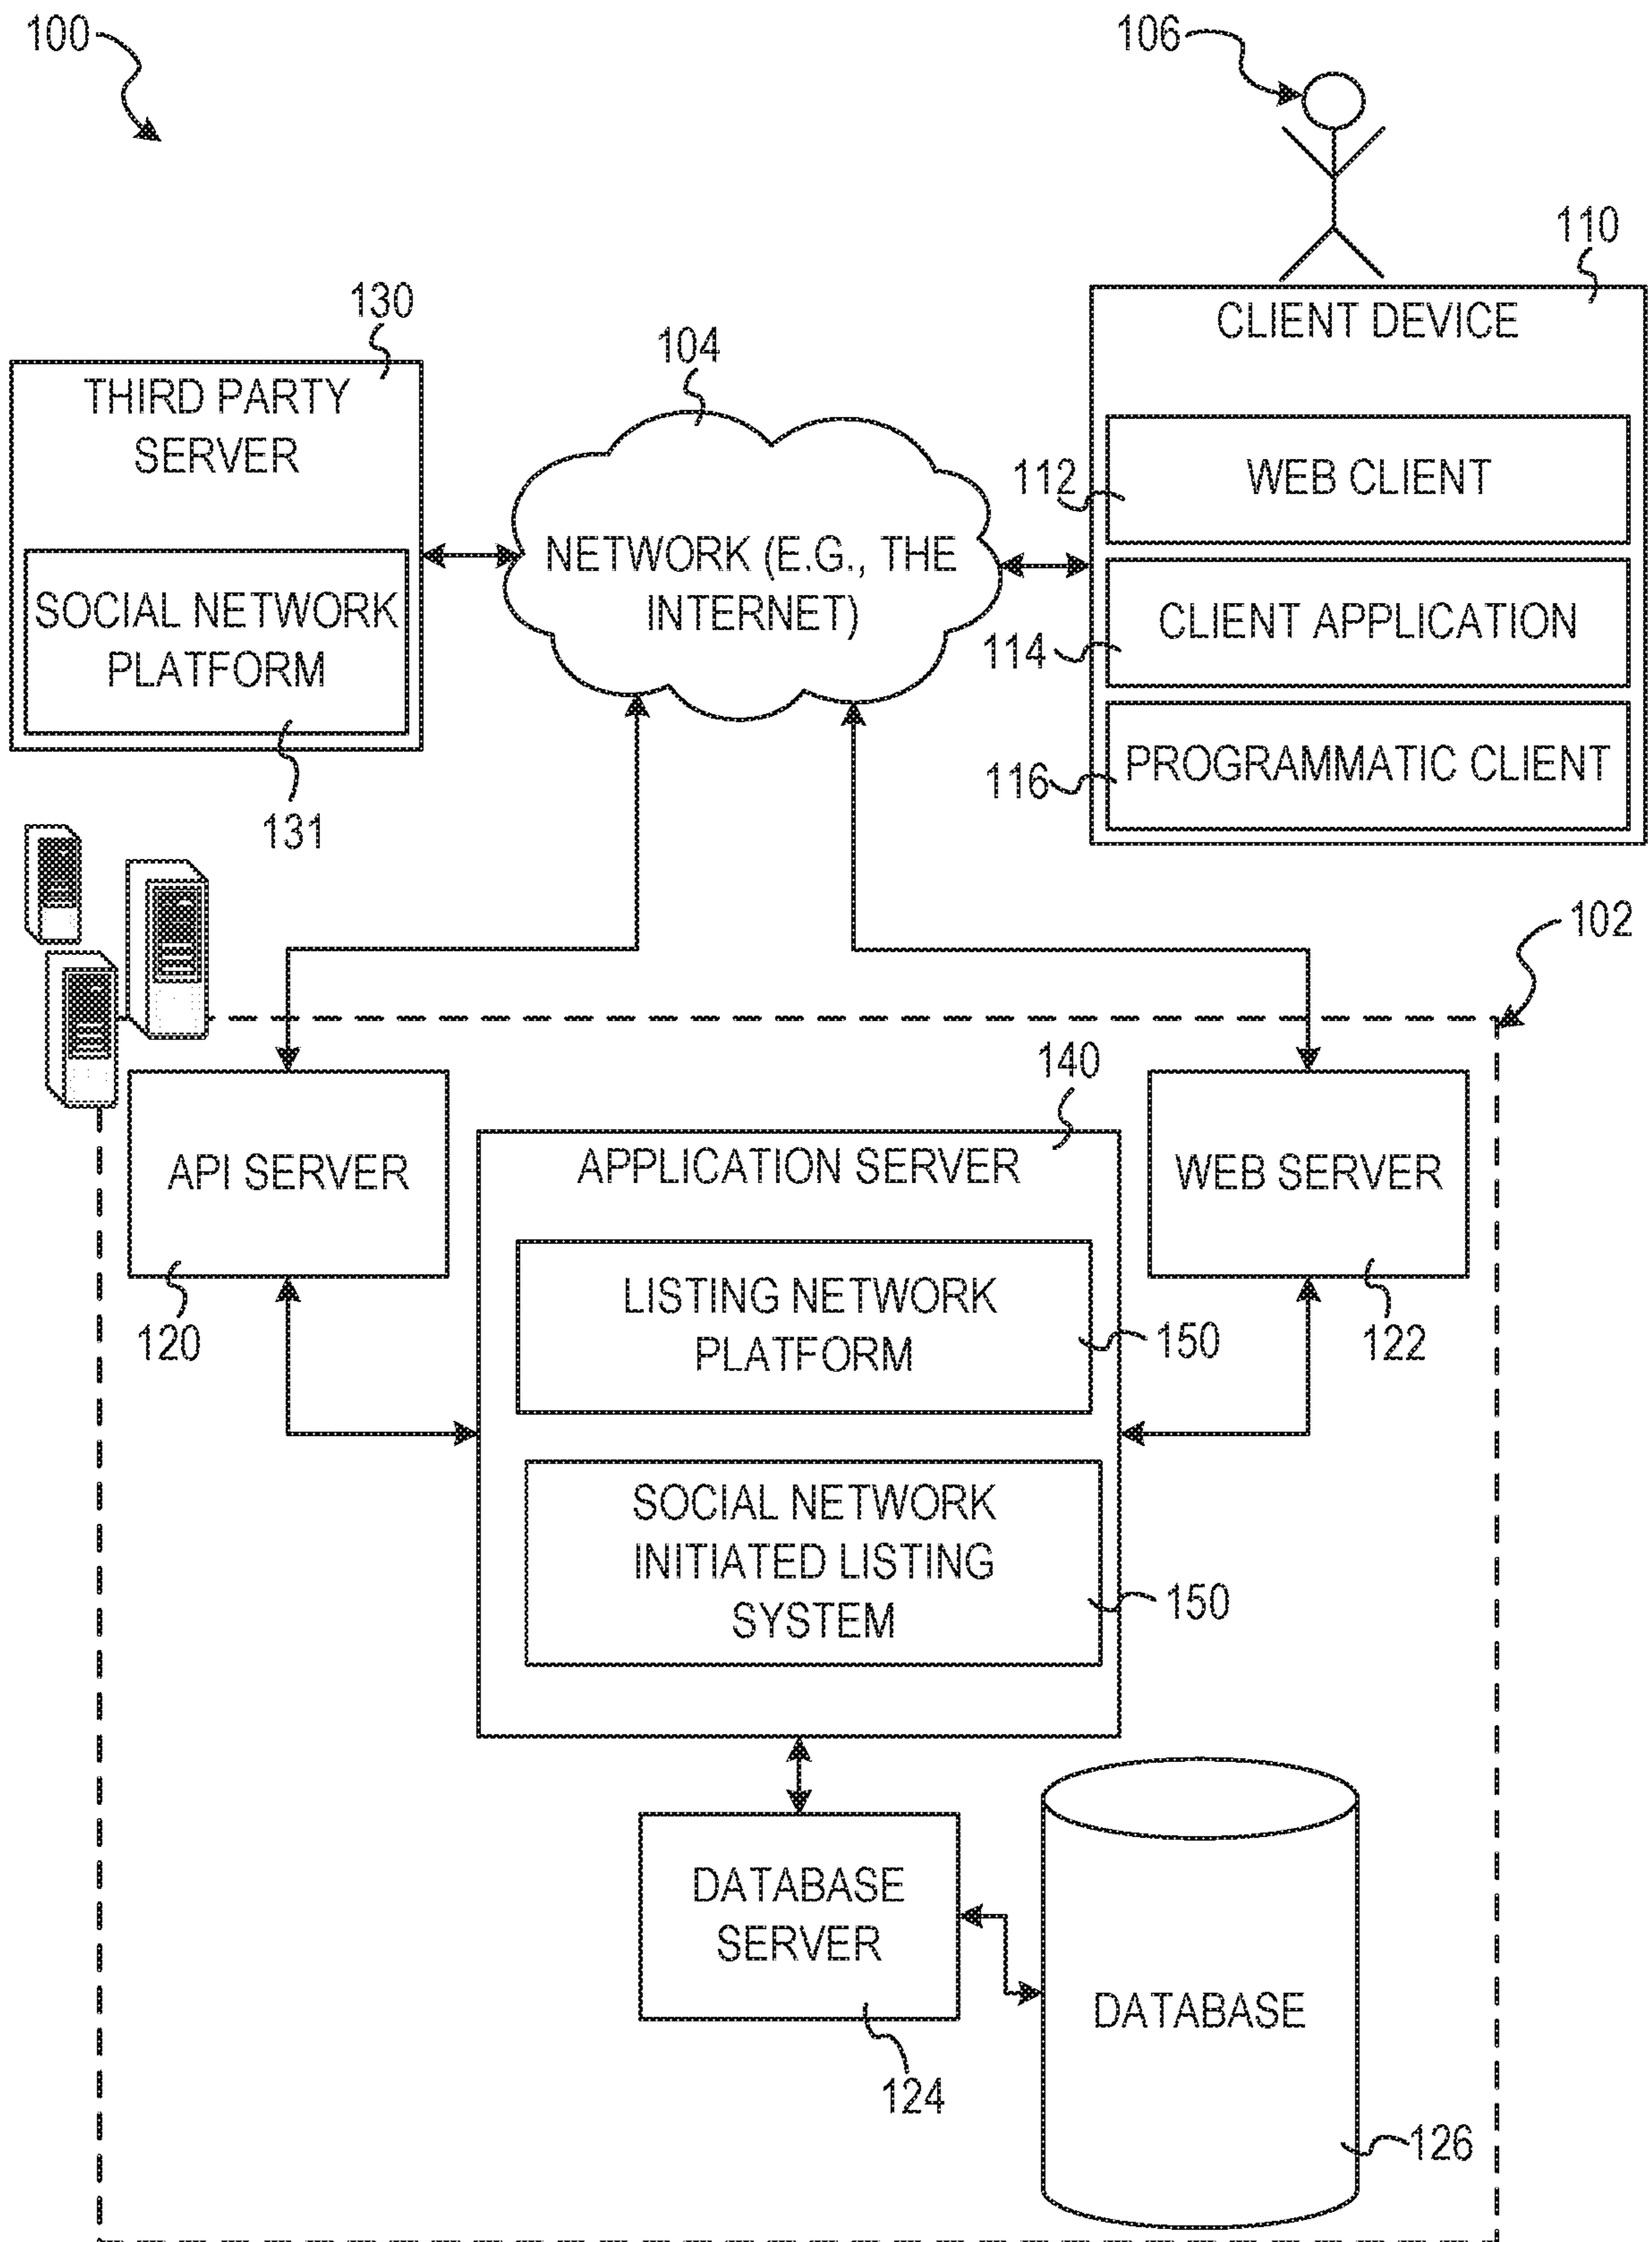 100
106
110
CLIENT DEVICE
130
THIRD PARTY
SERVER
104
112
WEB CLIENT
NETWORK (E.G., THE
INTERNET)
SOCIAL NETWORK
PLATFORM
114
CLIENT APPLICATION
116
PROGRAMMATIC CLIENT
131
102
140
API SERVER
APPLICATION SERVER
WEB SERVER
120
LISTING NETWORK
PLATFORM
150
122
SOCIAL NETWORK
INITIATED LISTING
SYSTEM
150
DATABASE
SERVER
124
DATABASE
126